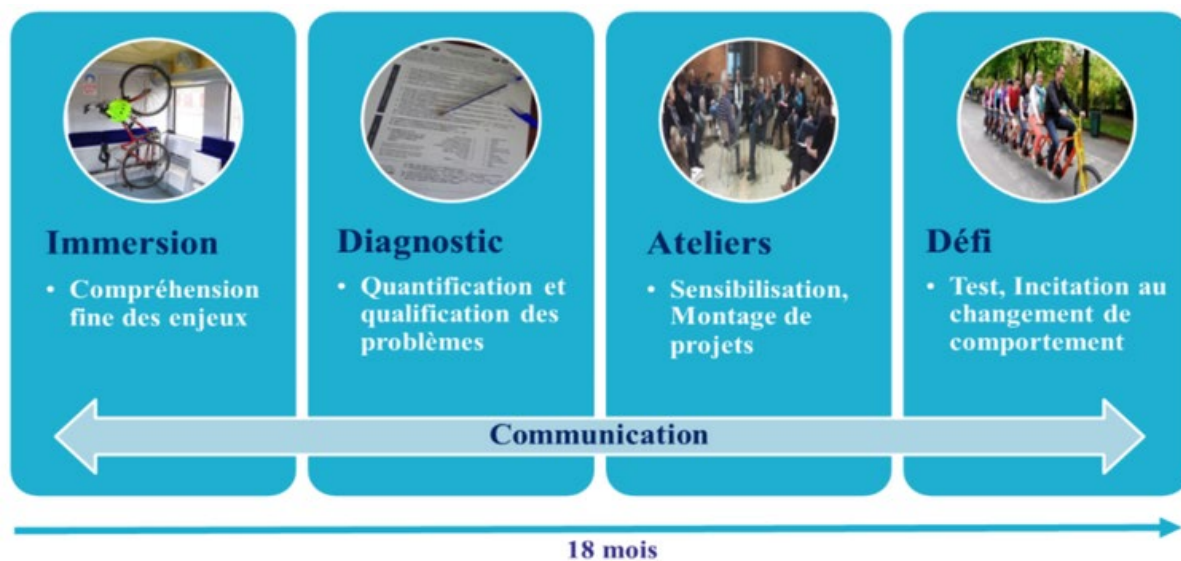 Immersion
• Compréhension
fine des enjeux
Diagnostic
• Quantification et
qualification des
problèmes
Ateliers
• Sensibilisation,
Montage de
projets
Défi
• Test, Incitation au
changement de
comportement
Communication
18 mois